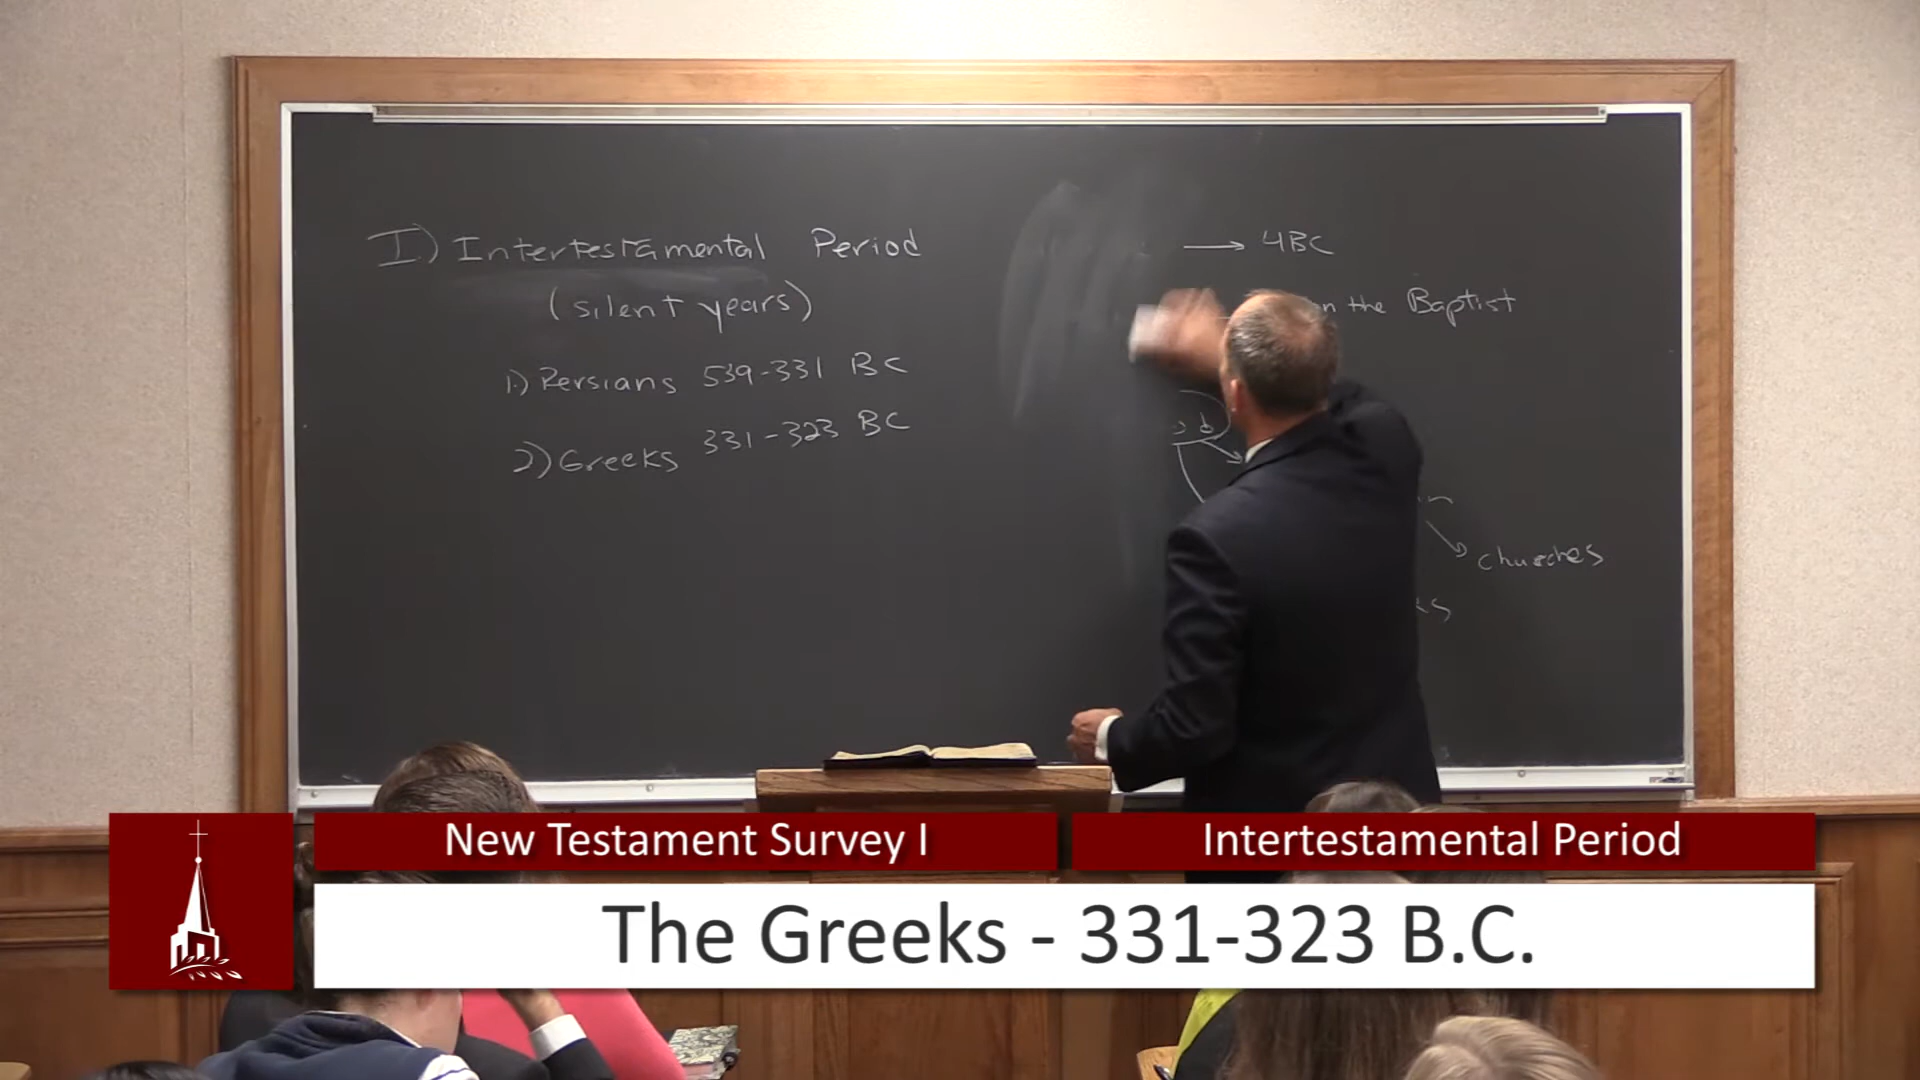 I.) Intertestamental Period
(silent years)
1.) Persians 539-331 BC
2) Greeks 331-323 BC
→ 4BC
the Baptist
churches
New Testament Survey I
Intertestamental Period
The Greeks - 331-323 B.C.